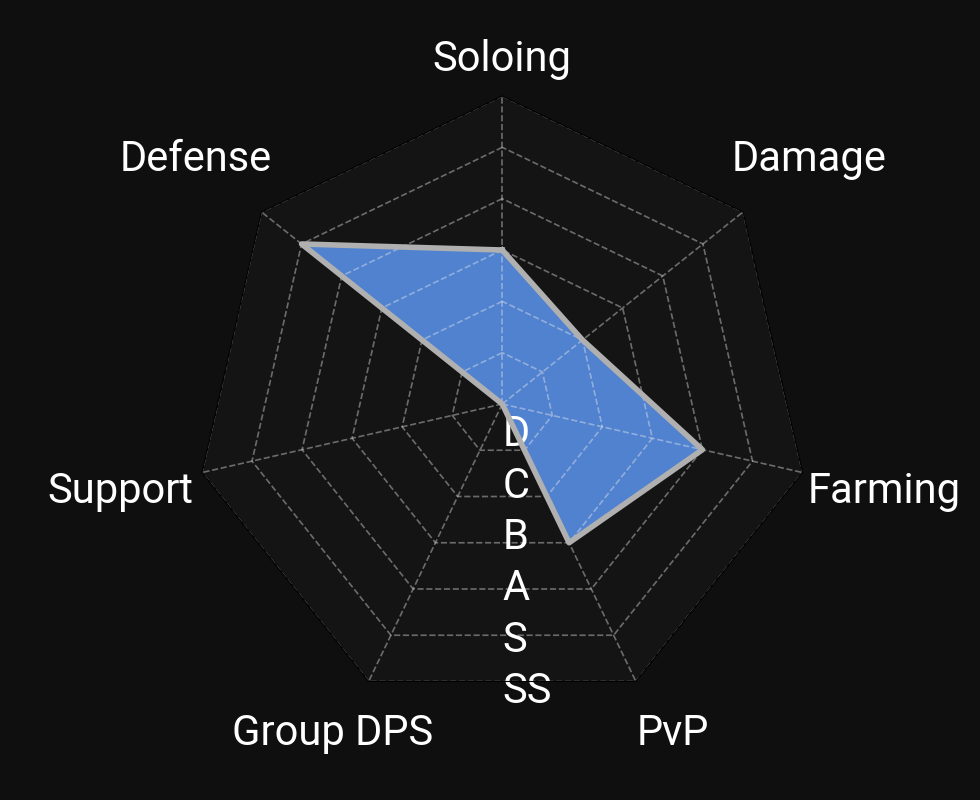 Soloing
Defense
Damage
D
C
Support
Farming
B
A
S
SS
Group DPS
PvP